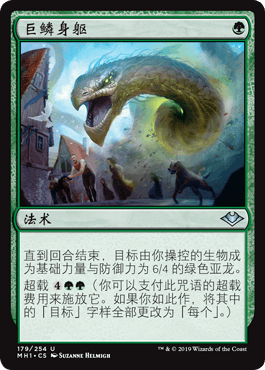 巨鳞身躯
法术
直到回合结束，目标由你操控的生物成
为基础力量与防御力为 6/4 的绿色亚龙。
超载 4（你可以支付此咒语的超载
费用来施放它。如果你如此作，将其中
的「目标」字样全部更改为「每个」。）
179/254 U
MH1 • CS SUZANNE HELMIGH
™ & © 2019 Wizards of the Coast